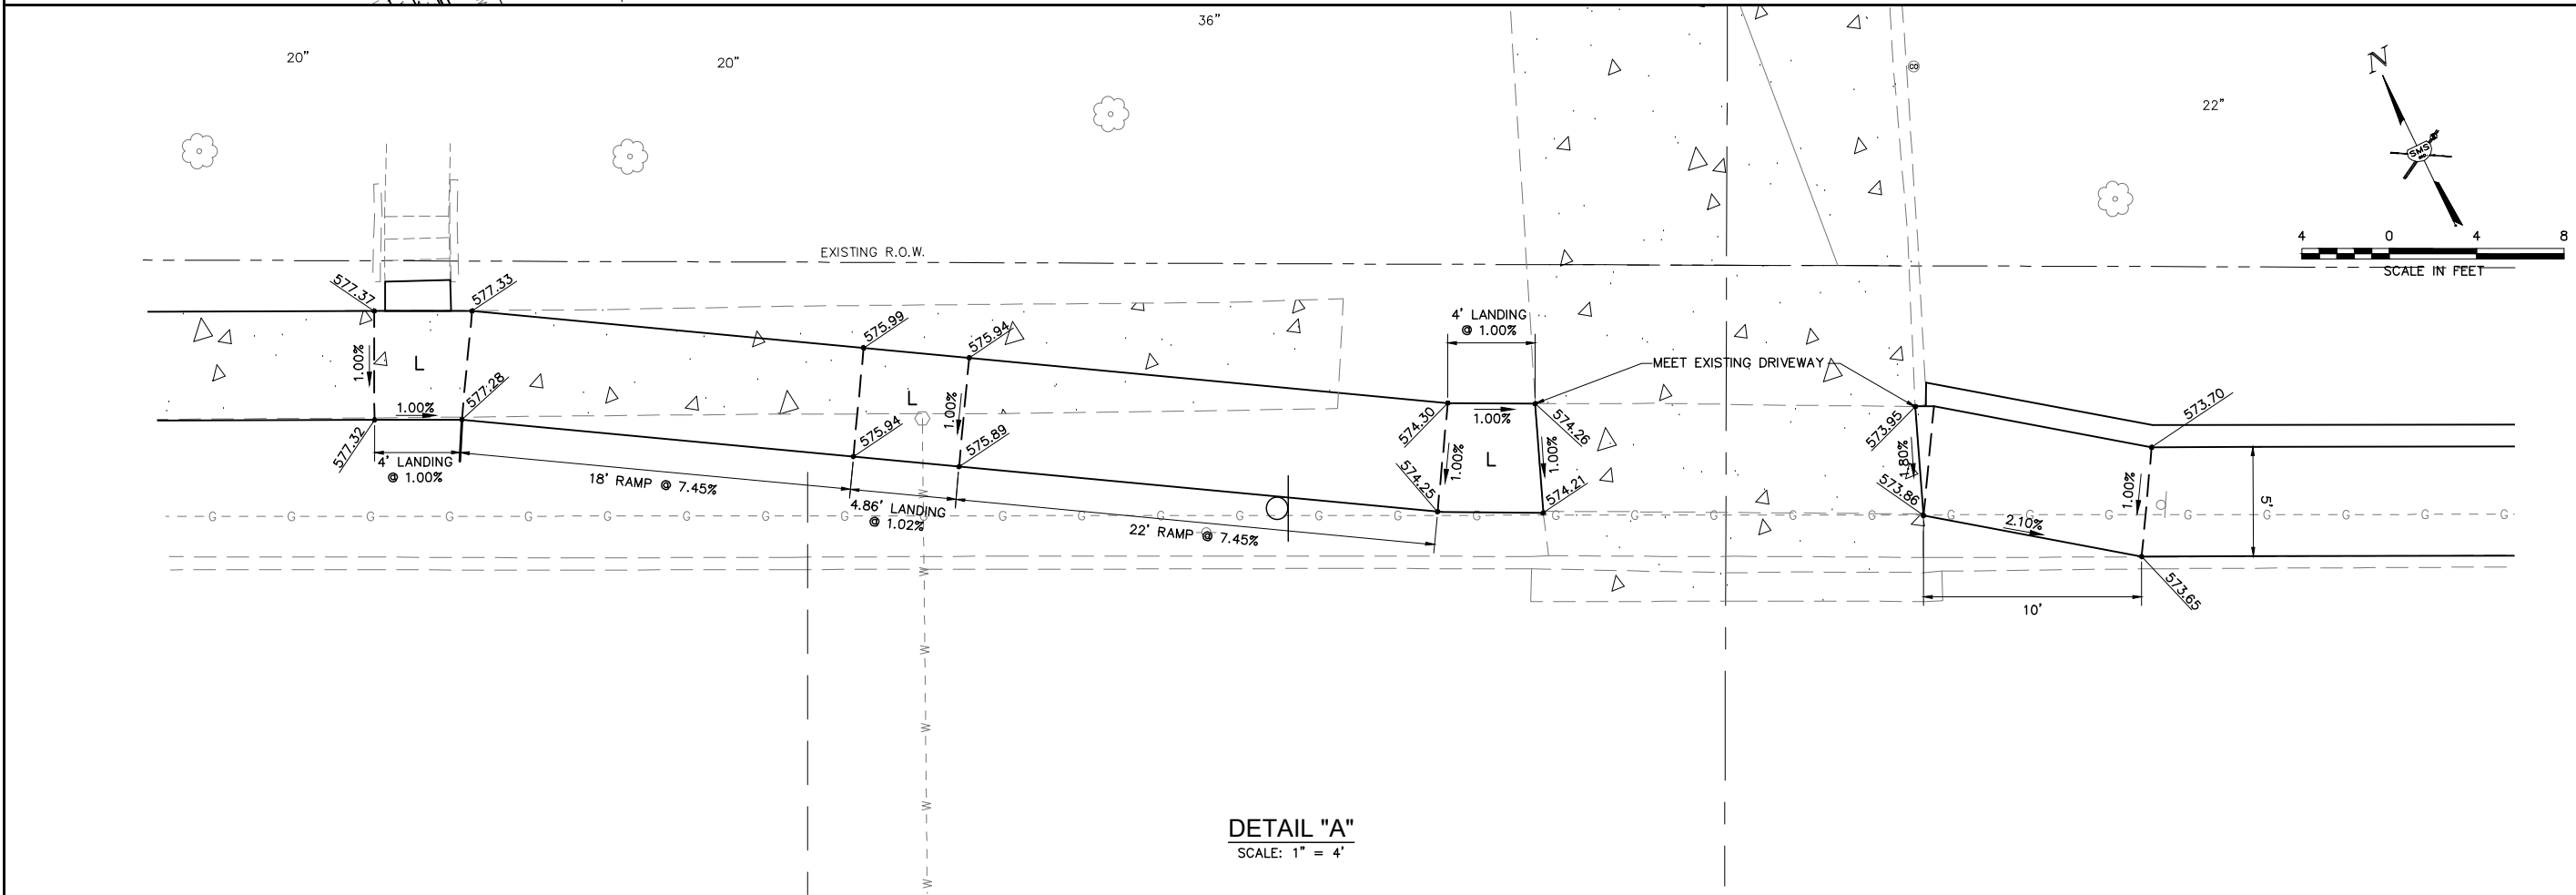 36"
20"
20"
22"
N
SMS
4 0 4 8
SCALE IN FEET
EXISTING R.O.W.
577.37
577.33
575.99
575.94
4' LANDING
@ 1.00%
MEET EXISTING DRIVEWAY
1.00%
L
577.28
1.00%
577.32
4' LANDING
@ 1.00%
18' RAMP @ 7.45%
L
1.00%
575.94
575.89
4.86' LANDING
@ 1.02%
22' RAMP @ 7.45%
574.30
1.00%
574.26
1.00%
L
1.00%
574.25
574.21
573.95
1.80%
573.86
573.70
1.00%
5'
2.10%
573.65
10'
G G G G G G G G G G G G G G G G G G G G G G G G G G G G G
W
W
W
W
W
W
DETAIL "A"
SCALE: 1" = 4'